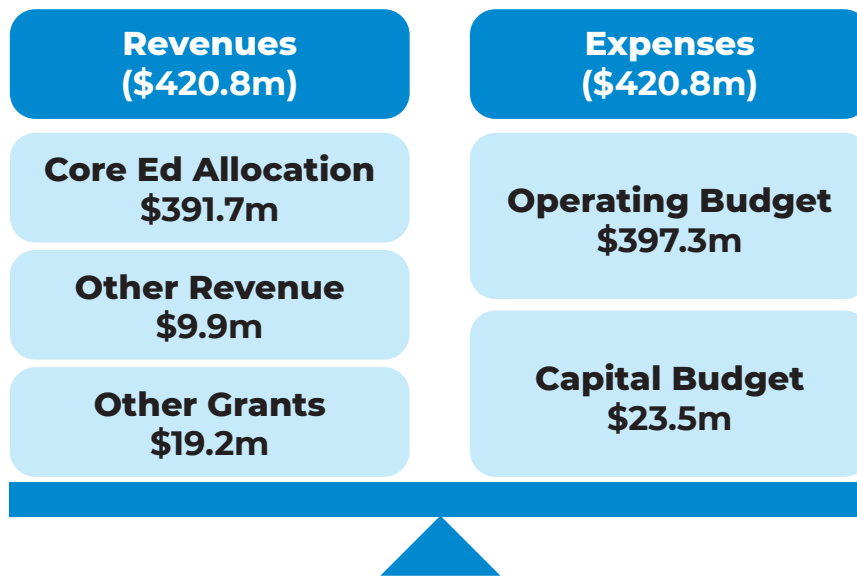 Revenues
($420.8m)
Core Ed Allocation
$391.7m
Other Revenue
$9.9m
Other Grants
$19.2m
Expenses
($420.8m)
Operating Budget
$397.3m
Capital Budget
$23.5m